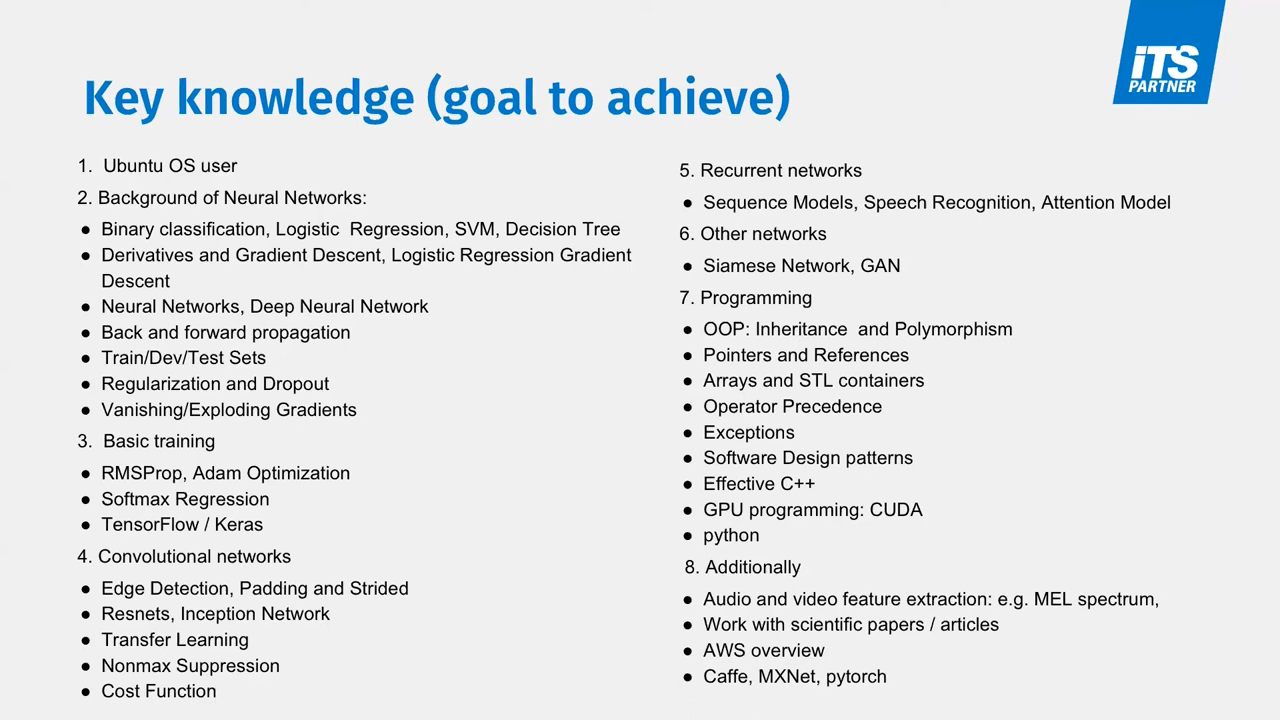 iTS
PARTNER
Key knowledge (goal to achieve)
1. Ubuntu OS user
2. Background of Neural Networks:
● Binary classification, Logistic Regression, SVM, Decision Tree
● Derivatives and Gradient Descent, Logistic Regression Gradient
Descent
● Neural Networks, Deep Neural Network
● Back and forward propagation
● Train/Dev/Test Sets
● Regularization and Dropout
● Vanishing/Exploding Gradients
3. Basic training
● RMSProp, Adam Optimization
● Softmax Regression
● TensorFlow / Keras
4. Convolutional networks
● Edge Detection, Padding and Strided
● Resnets, Inception Network
● Transfer Learning
● Nonmax Suppression
● Cost Function
5. Recurrent networks
● Sequence Models, Speech Recognition, Attention Model
6. Other networks
● Siamese Network, GAN
7. Programming
● OOP: Inheritance and Polymorphism
● Pointers and References
● Arrays and STL containers
● Operator Precedence
● Exceptions
● Software Design patterns
● Effective C++
● GPU programming: CUDA
● python
8. Additionally
● Audio and video feature extraction: e.g. MEL spectrum,
● Work with scientific papers / articles
● AWS overview
● Caffe, MXNet, pytorch